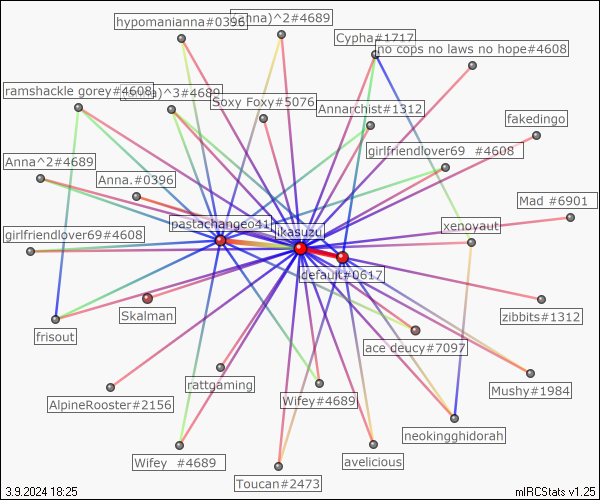 hypomanianna#0396
(anna)^2#4689
Cypha#1717
no cops no laws no hope#4608
ramshackle gorey#4608
(anna)^3#4689
Soxy Foxy#5076
Annarchist#1312
fakedingo
girlfriendlover69 #4608
Anna^2#4689
Anna.#0396
Mad #6901
pastachangeo41
ikasuzu
xenoyaut
girlfriendlover69#4608
default#0617
Skalman
zibbits#1312
frisout
ace deucy#7097
rattgaming
Mushy#1984
AlpineRooster#2156
Wifey#4689
neokingghidorah
Wifey #4689
avelicious
Toucan#2473
3.9.2024 18:25
mIRCStats v1.25